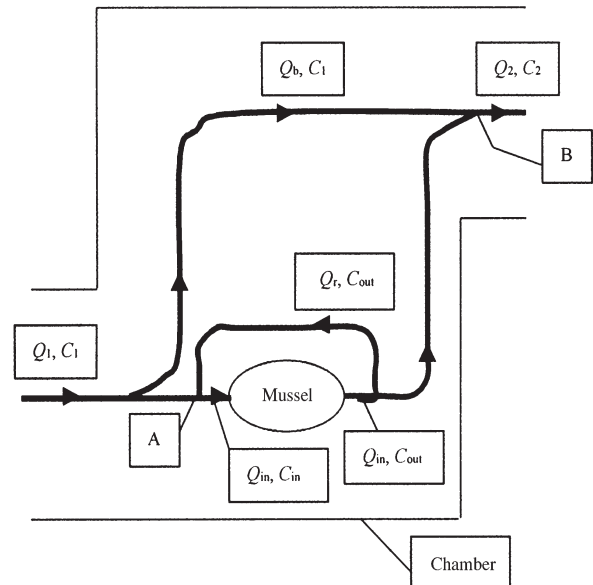 Qb, C1
Q2, C2
B
Qr, Cout
Q1, C1
Mussel
A
Qin, Cout
Qin, Cin
Chamber